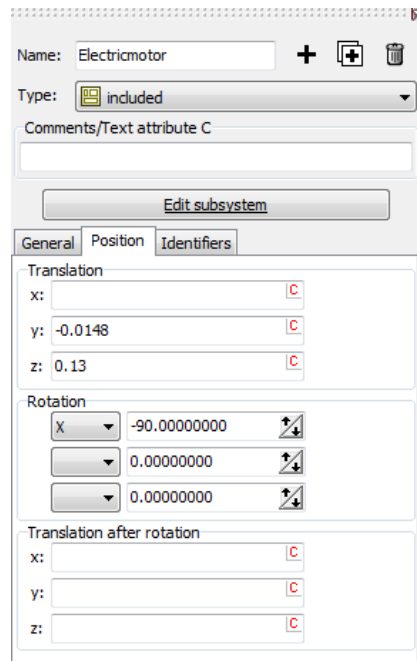 Name: Electricmotor
Type: included
Comments/Text attribute C
Edit subsystem
General Position Identifiers
Translation
x: C
y: -0.0148 C
z: 0.13 C
Rotation
X -90.00000000
0.00000000
0.00000000
Translation after rotation
x: C
y: C
z: C